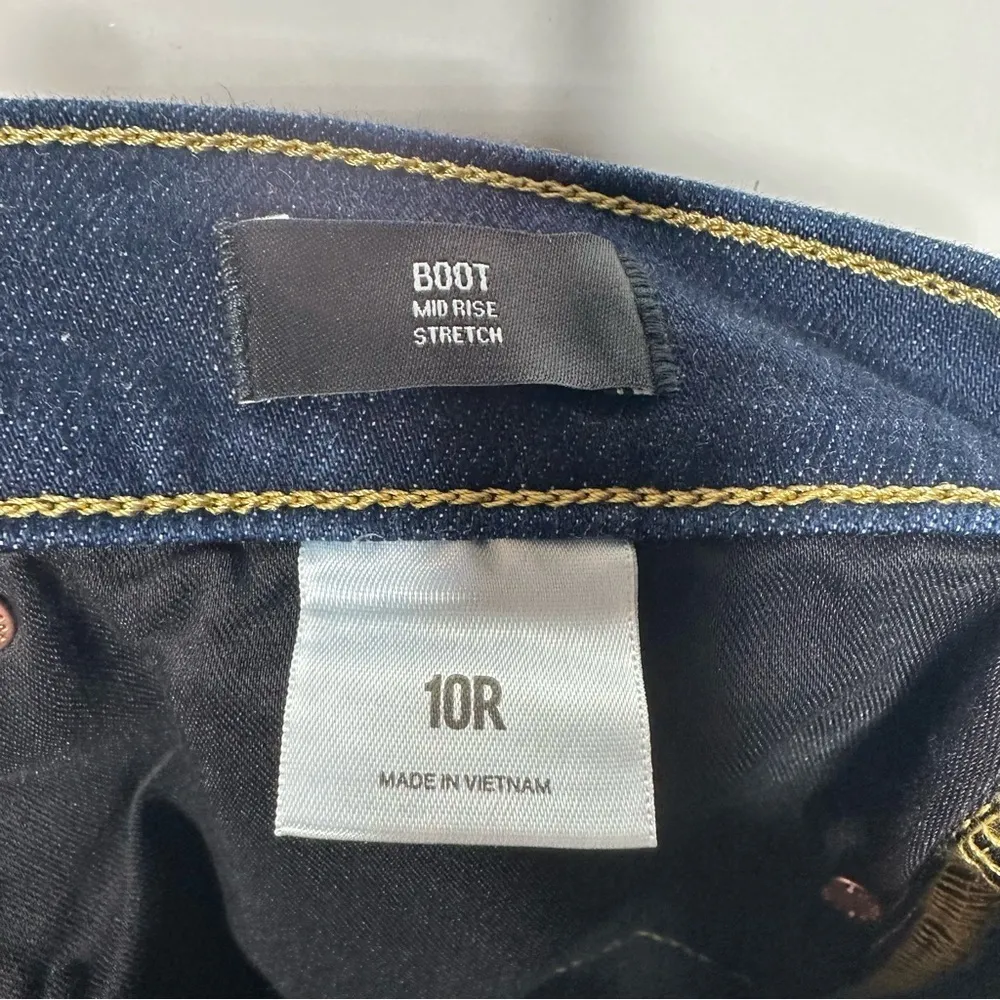 BOOT
MID RISE
STRETCH
10R
MADE IN VIETNAM